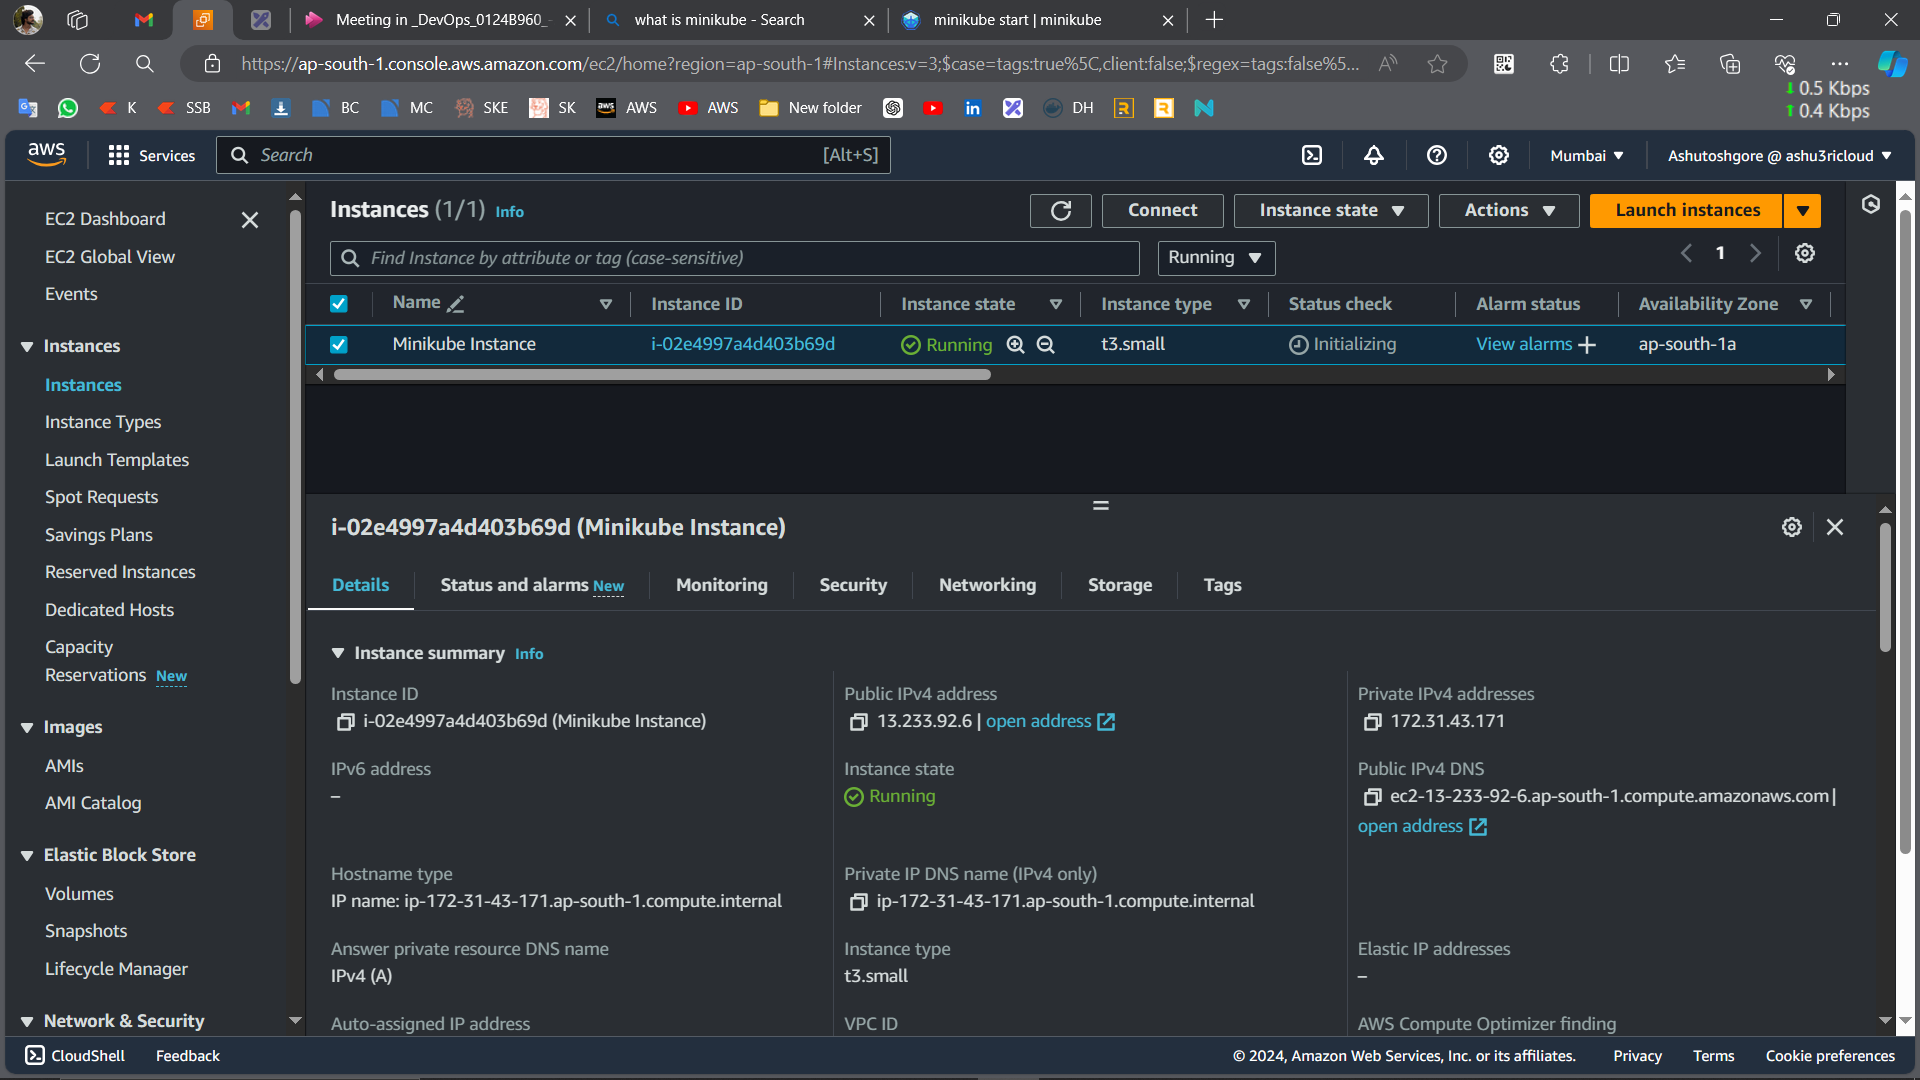 Meeting in _DevOps_0124B960_-
what is minikube - Search
minikube start | minikube
https://ap-south-1.console.aws.amazon.com/ec2/home?region=ap-south-1#Instances:v=3;$case=tags:true%5C,client:false;$regex=tags:false%5...
0.5 Kbps
0.4 Kbps
K
SSB
BC
MC
SKE
SK
aws AWS
AWS
New folder
in
DH
aws
Services
Search
[Alt+S]
Mumbai
Ashutoshgore @ ashu3ricloud
EC2 Dashboard
EC2 Global View
Events
Instances
Instances
Instance Types
Launch Templates
Spot Requests
Savings Plans
Reserved Instances
Dedicated Hosts
Capacity
Reservations New
Images
AMIs
AMI Catalog
Elastic Block Store
Volumes
Snapshots
Lifecycle Manager
Network & Security
Instances (1/1) Info
Connect
Instance state
Actions
Launch instances
Find Instance by attribute or tag (case-sensitive)
Running
1
Name
Instance ID
Instance state
Instance type
Status check
Alarm status
Availability Zone
Minikube Instance
i-02e4997a4d403b69d
Running
t3.small
Initializing
View alarms
ap-south-1a
i-02e4997a4d403b69d (Minikube Instance)
Details
Status and alarms New
Monitoring
Security
Networking
Storage
Tags
Instance summary Info
Instance ID
i-02e4997a4d403b69d (Minikube Instance)
Public IPv4 address
13.233.92.6 | open address
Private IPv4 addresses
172.31.43.171
IPv6 address
–
Instance state
Running
Public IPv4 DNS
ec2-13-233-92-6.ap-south-1.compute.amazonaws.com |
open address
Hostname type
IP name: ip-172-31-43-171.ap-south-1.compute.internal
Private IP DNS name (IPv4 only)
ip-172-31-43-171.ap-south-1.compute.internal
Answer private resource DNS name
IPv4 (A)
Instance type
t3.small
Elastic IP addresses
–
Auto-assigned IP address
VPC ID
AWS Compute Optimizer finding
CloudShell
Feedback
© 2024, Amazon Web Services, Inc. or its affiliates.
Privacy
Terms
Cookie preferences